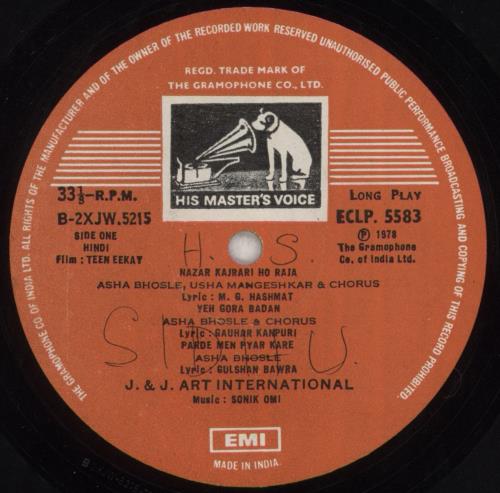 THE GRAMOPHONE CO. OF INDIA LTD. ALL RIGHTS OF THE MANUFACTURER AND OF THE OWNER OF THE RECORDED WORK RESERVED UNAUTHORISED PUBLIC PERFORMANCE BROADCASTING AND COPYING OF THIS RECORD PROHIBITED.
REGD. TRADE MARK OF
THE GRAMOPHONE CO., LTD.
HIS MASTER'S VOICE
33⅓-R.P.M.
B-2XJW.5215
SIDE ONE
HINDI
Film : TEEN EEKAY
LONG PLAY
ECLP. 5583
Ⓟ 1978
The Gramophone
Co. of India Ltd.
H. S.
NAZAR KAJRARI HO RAJA
ASHA BHOSLE, USHA MANGESHKAR & CHORUS
Lyric : M. G. HASHMAT
YEH GORA BADAN
ASHA BHOSLE & CHORUS
Lyric : GAUHAR KANPURI
PARDE MEN PYAR KARE
ASHA BHOSLE
Lyric : GULSHAN BAWRA
J. & J. ART INTERNATIONAL
Music : SONIK OMI
EMI
MADE IN INDIA.